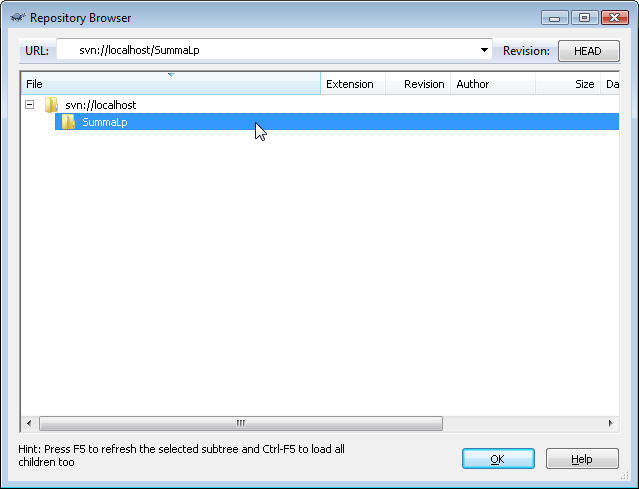 Repository Browser
URL: svn://localhost/SummaLp Revision: HEAD
File Extension Revision Author Size Da
svn://localhost
SummaLp
Hint: Press F5 to refresh the selected subtree and Ctrl-F5 to load all
children too
OK Help